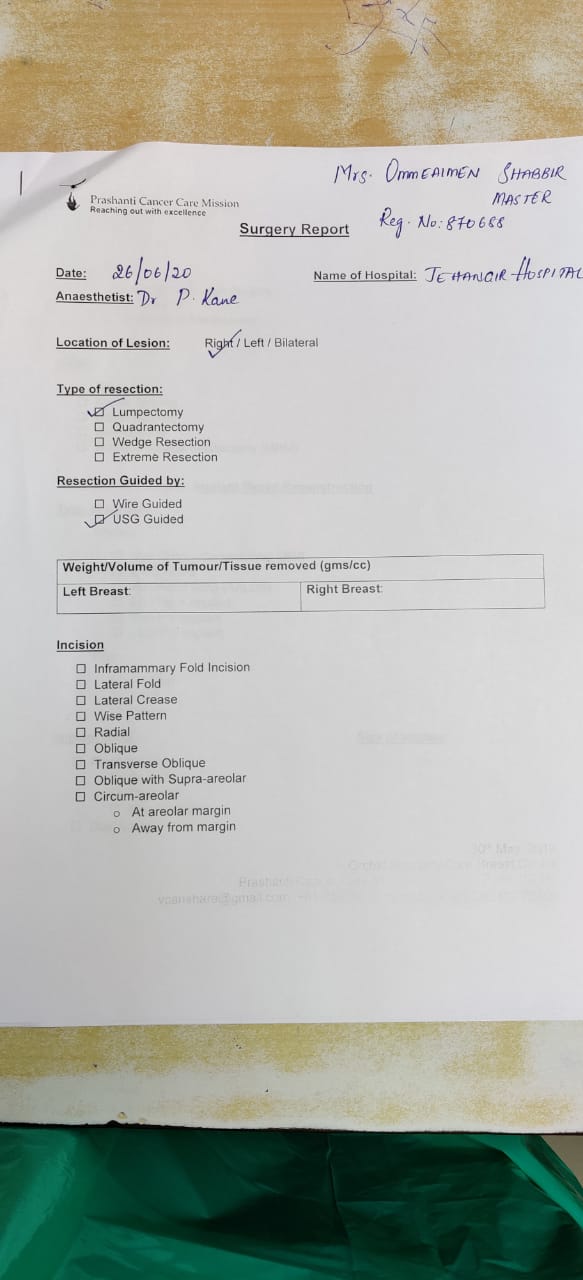 Mrs. OMMEAIMEN SHABBIR
MASTER
Prashanti Cancer Care Mission
Reaching out with excellence
Reg. No: 870688
Surgery Report
Date: 26/06/20
Name of Hospital: JEHANGIR HOSPITAL
Anaesthetist: Dr P. Kane
Location of Lesion: Right / Left / Bilateral
Type of resection:
☑ Lumpectomy
☐ Quadrantectomy
☐ Wedge Resection
☐ Extreme Resection
Resection Guided by:
☐ Wire Guided
☑ USG Guided
Weight/Volume of Tumour/Tissue removed (gms/cc)
Left Breast: Right Breast:
Incision
☐ Inframammary Fold Incision
☐ Lateral Fold
☐ Lateral Crease
☐ Wise Pattern
☐ Radial
☐ Oblique
☐ Transverse Oblique
☐ Oblique with Supra-areolar
☐ Circum-areolar
o At areolar margin
o Away from margin